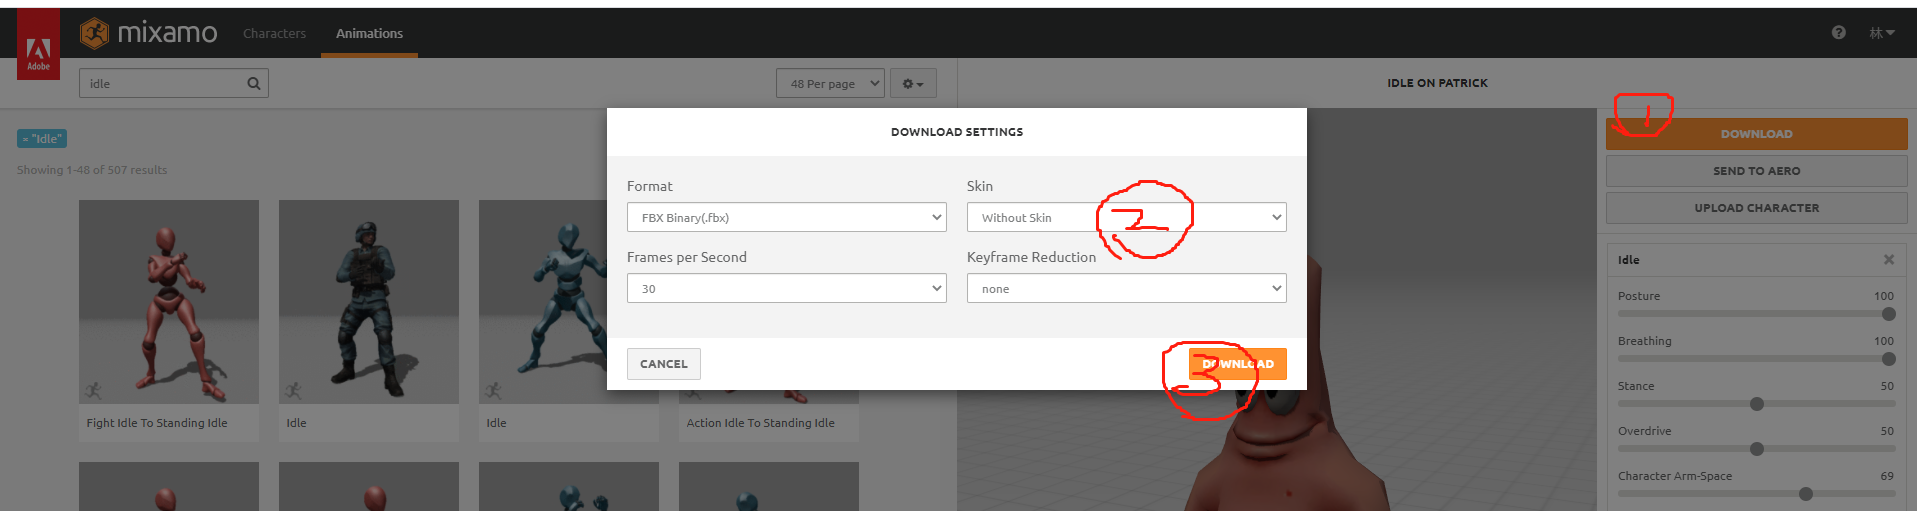 Adobe
mixamo
Characters
Animations
林
idle
48 Per page
IDLE ON PATRICK
= "Idle"
Showing 1-48 of 507 results
Fight Idle To Standing Idle
Idle
Idle
Action Idle To Standing Idle
DOWNLOAD SETTINGS
Format
FBX Binary(.fbx)
Skin
Without Skin
2
Frames per Second
30
Keyframe Reduction
none
CANCEL
DOWNLOAD
3
1
DOWNLOAD
SEND TO AERO
UPLOAD CHARACTER
Idle
Posture 100
Breathing 100
Stance 50
Overdrive 50
Character Arm-Space 69